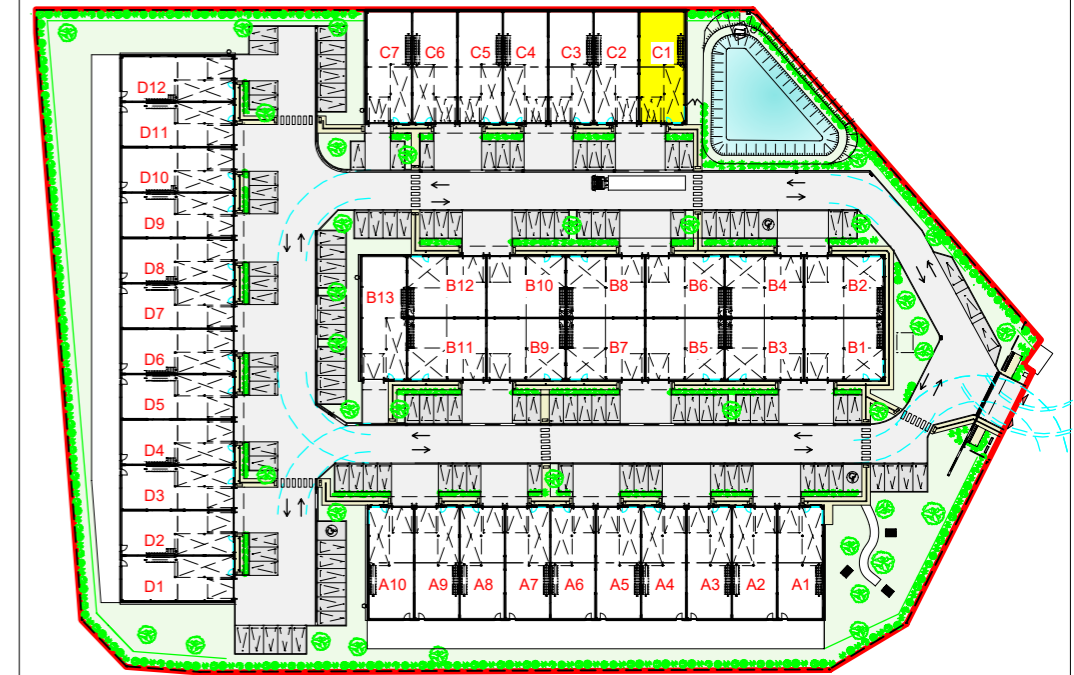 C7 C6 C5 C4 C3 C2 C1
D12
D11
D10
D9
D8
D7
D6
D5
D4
D3
D2
D1
B13 B12 B10 B8 B6 B4 B2
B11 B9 B7 B5 B3 B1
A10 A9 A8 A7 A6 A5 A4 A3 A2 A1